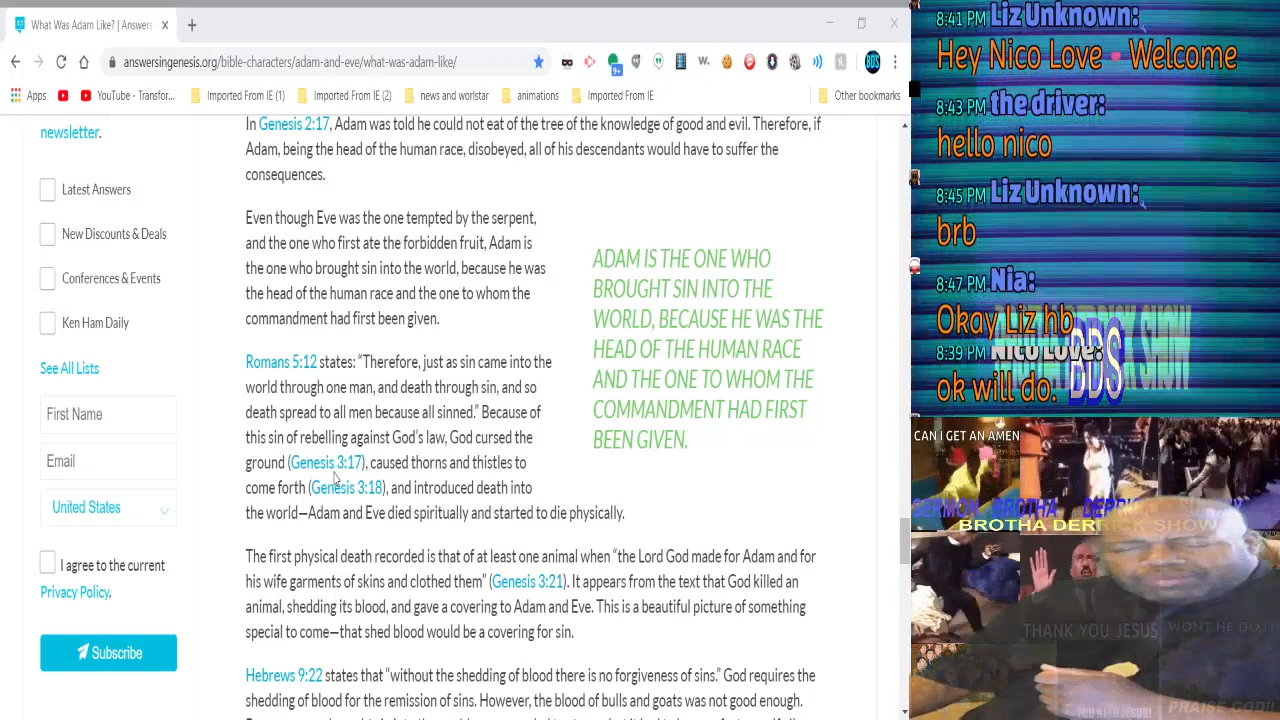 What Was Adam Like? | Answers
answersingenesis.org/bible-characters/adam-and-eve/what-was-adam-like/
9+
W.
BDS
Apps
YouTube - Transfor...
Imported From IE (1)
Imported From IE (2)
news and worlstar
animations
Imported From IE
Other bookmarks
newsletter.
Latest Answers
New Discounts & Deals
Conferences & Events
Ken Ham Daily
See All Lists
First Name
Email
United States
I agree to the current
Privacy Policy.
Subscribe
In Genesis 2:17, Adam was told he could not eat of the tree of the knowledge of good and evil. Therefore, if
Adam, being the head of the human race, disobeyed, all of his descendants would have to suffer the
consequences.
Even though Eve was the one tempted by the serpent,
and the one who first ate the forbidden fruit, Adam is
the one who brought sin into the world, because he was
the head of the human race and the one to whom the
commandment had first been given.
ADAM IS THE ONE WHO
BROUGHT SIN INTO THE
WORLD, BECAUSE HE WAS THE
HEAD OF THE HUMAN RACE
AND THE ONE TO WHOM THE
COMMANDMENT HAD FIRST
BEEN GIVEN.
Romans 5:12 states: “Therefore, just as sin came into the
world through one man, and death through sin, and so
death spread to all men because all sinned.” Because of
this sin of rebelling against God’s law, God cursed the
ground (Genesis 3:17), caused thorns and thistles to
come forth (Genesis 3:18), and introduced death into
the world—Adam and Eve died spiritually and started to die physically.
The first physical death recorded is that of at least one animal when “the Lord God made for Adam and for
his wife garments of skins and clothed them” (Genesis 3:21). It appears from the text that God killed an
animal, shedding its blood, and gave a covering to Adam and Eve. This is a beautiful picture of something
special to come—that shed blood would be a covering for sin.
Hebrews 9:22 states that “without the shedding of blood there is no forgiveness of sins.” God requires the
shedding of blood for the remission of sins. However, the blood of bulls and goats was not good enough.
8:41 PM Liz Unknown:
Hey Nico Love Welcome
8:43 PM the driver:
hello nico
8:45 PM Liz Unknown:
brb
8:47 PM Nia:
Okay Liz hb
8:39 PM Nico Love:
ok will do.
BDS
CAN I GET AN AMEN
SERMON BROTHA DERRICK
BROTHA DERRICK SHOW
THANK YOU JESUS
WONT HE DO IT
PRAISE GOD!!